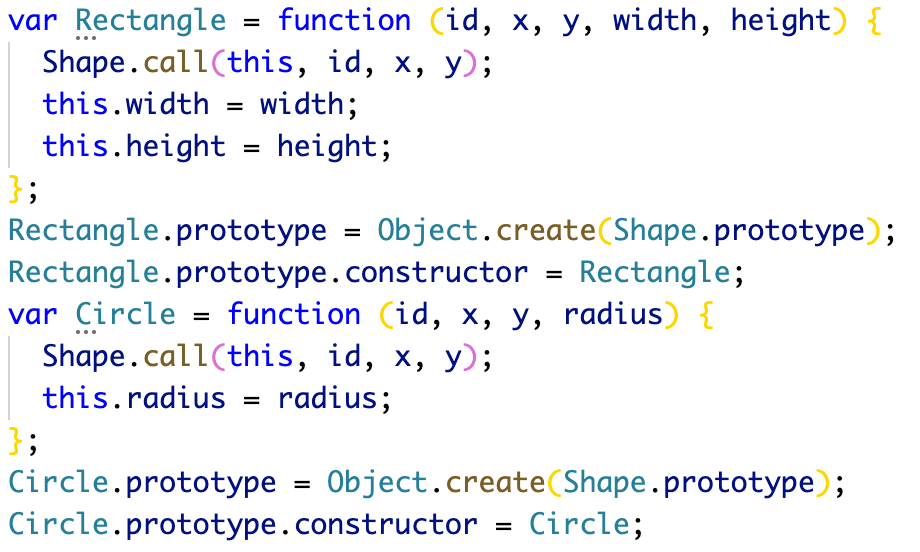 var Rectangle = function (id, x, y, width, height) {
  Shape.call(this, id, x, y);
  this.width = width;
  this.height = height;
};
Rectangle.prototype = Object.create(Shape.prototype);
Rectangle.prototype.constructor = Rectangle;
var Circle = function (id, x, y, radius) {
  Shape.call(this, id, x, y);
  this.radius = radius;
};
Circle.prototype = Object.create(Shape.prototype);
Circle.prototype.constructor = Circle;